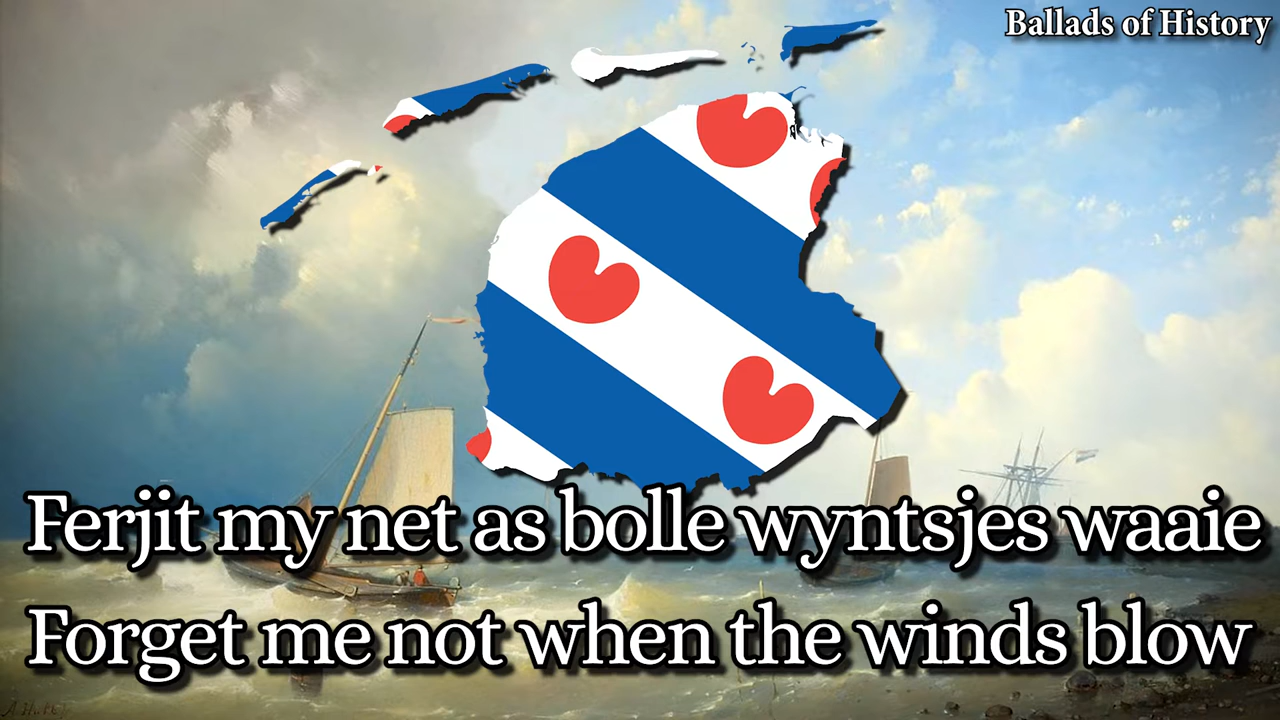 Ballads of History
Ferjit my net as bolle wyntsjes waaie
Forget me not when the winds blow